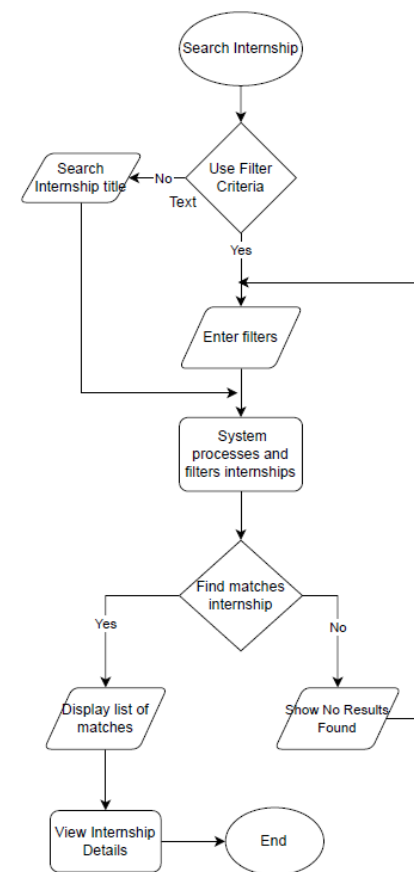 Search Internship
Use Filter
Criteria
No
Search
Internship title
Text
Yes
Enter filters
System
processes and
filters internships
Find matches
internship
Yes
No
Display list of
matches
Show No Results
Found
View Internship
Details
End